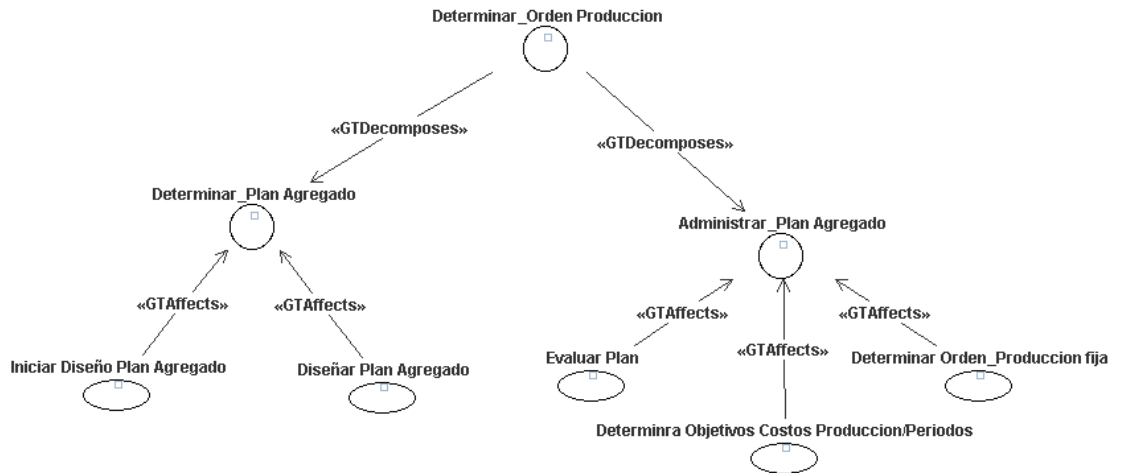 Determinar_Orden Produccion
«GTDecomposes»
«GTDecomposes»
Determinar_Plan Agregado
Administrar_Plan Agregado
«GTAffects»
«GTAffects»
«GTAffects»
«GTAffects»
«GTAffects»
Iniciar Diseño Plan Agregado
Diseñar Plan Agregado
Evaluar Plan
Determinar Orden_Produccion fija
Determinra Objetivos Costos Produccion/Periodos